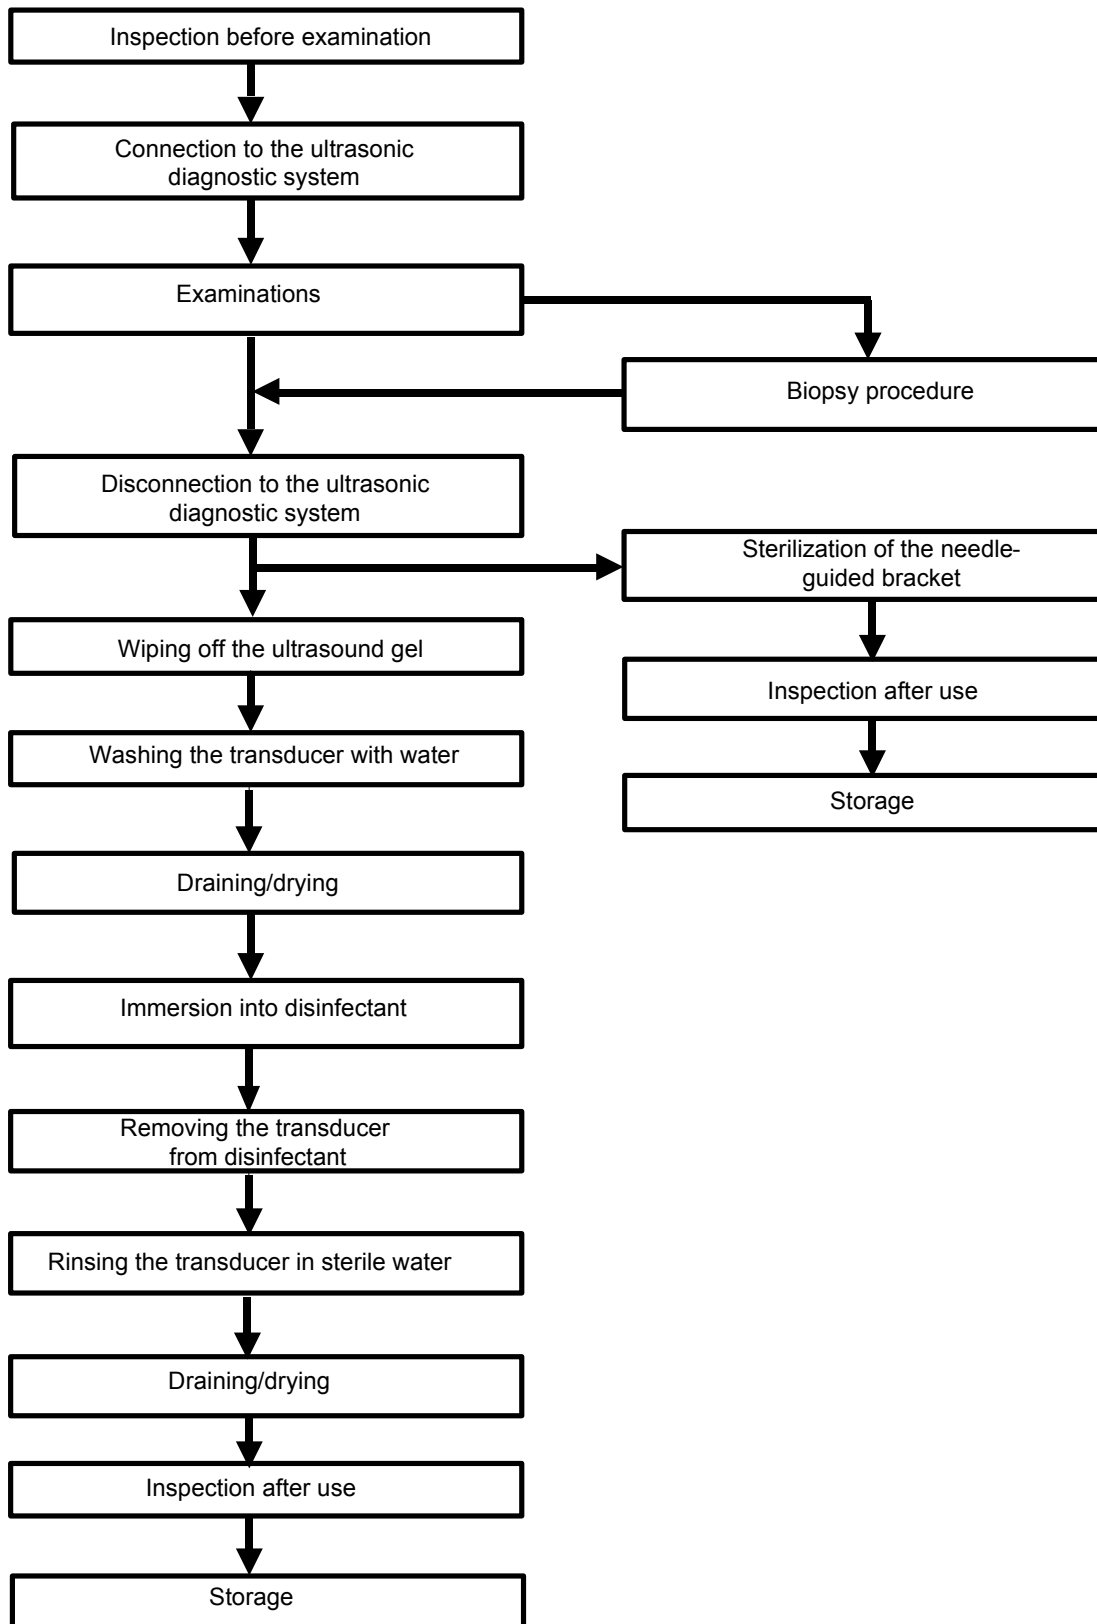 Inspection before examination
Connection to the ultrasonic
diagnostic system
Examinations
Biopsy procedure
Disconnection to the ultrasonic
diagnostic system
Sterilization of the needle-
guided bracket
Wiping off the ultrasound gel
Inspection after use
Washing the transducer with water
Storage
Draining/drying
Immersion into disinfectant
Removing the transducer
from disinfectant
Rinsing the transducer in sterile water
Draining/drying
Inspection after use
Storage